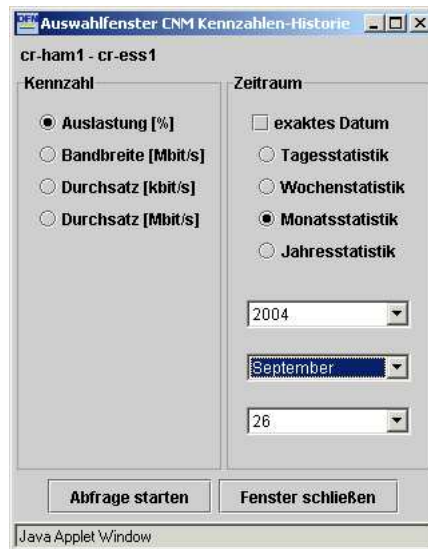 DFN Auswahlfenster CNM Kennzahlen-Historie
cr-ham1 - cr-ess1
Kennzahl
Auslastung [%]
Bandbreite [Mbit/s]
Durchsatz [kbit/s]
Durchsatz [Mbit/s]
Zeitraum
exaktes Datum
Tagesstatistik
Wochenstatistik
Monatsstatistik
Jahresstatistik
2004
September
26
Abfrage starten
Fenster schließen
Java Applet Window